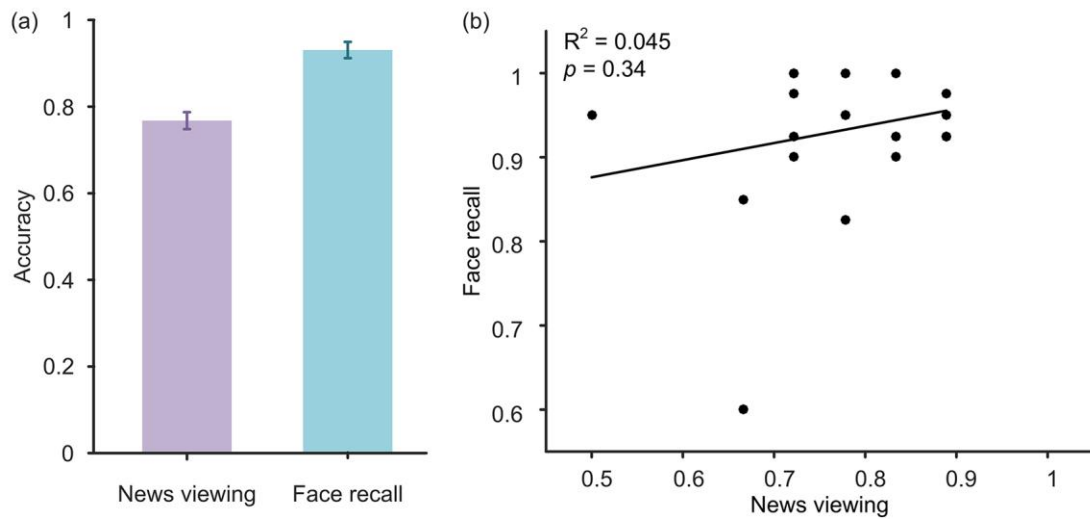 (a)
1
0.8
0.6
0.4
0.2
0
Accuracy
News viewing Face recall
(b)
R² = 0.045
p = 0.34
1
0.9
0.8
0.7
0.6
Face recall
0.5 0.6 0.7 0.8 0.9 1
News viewing